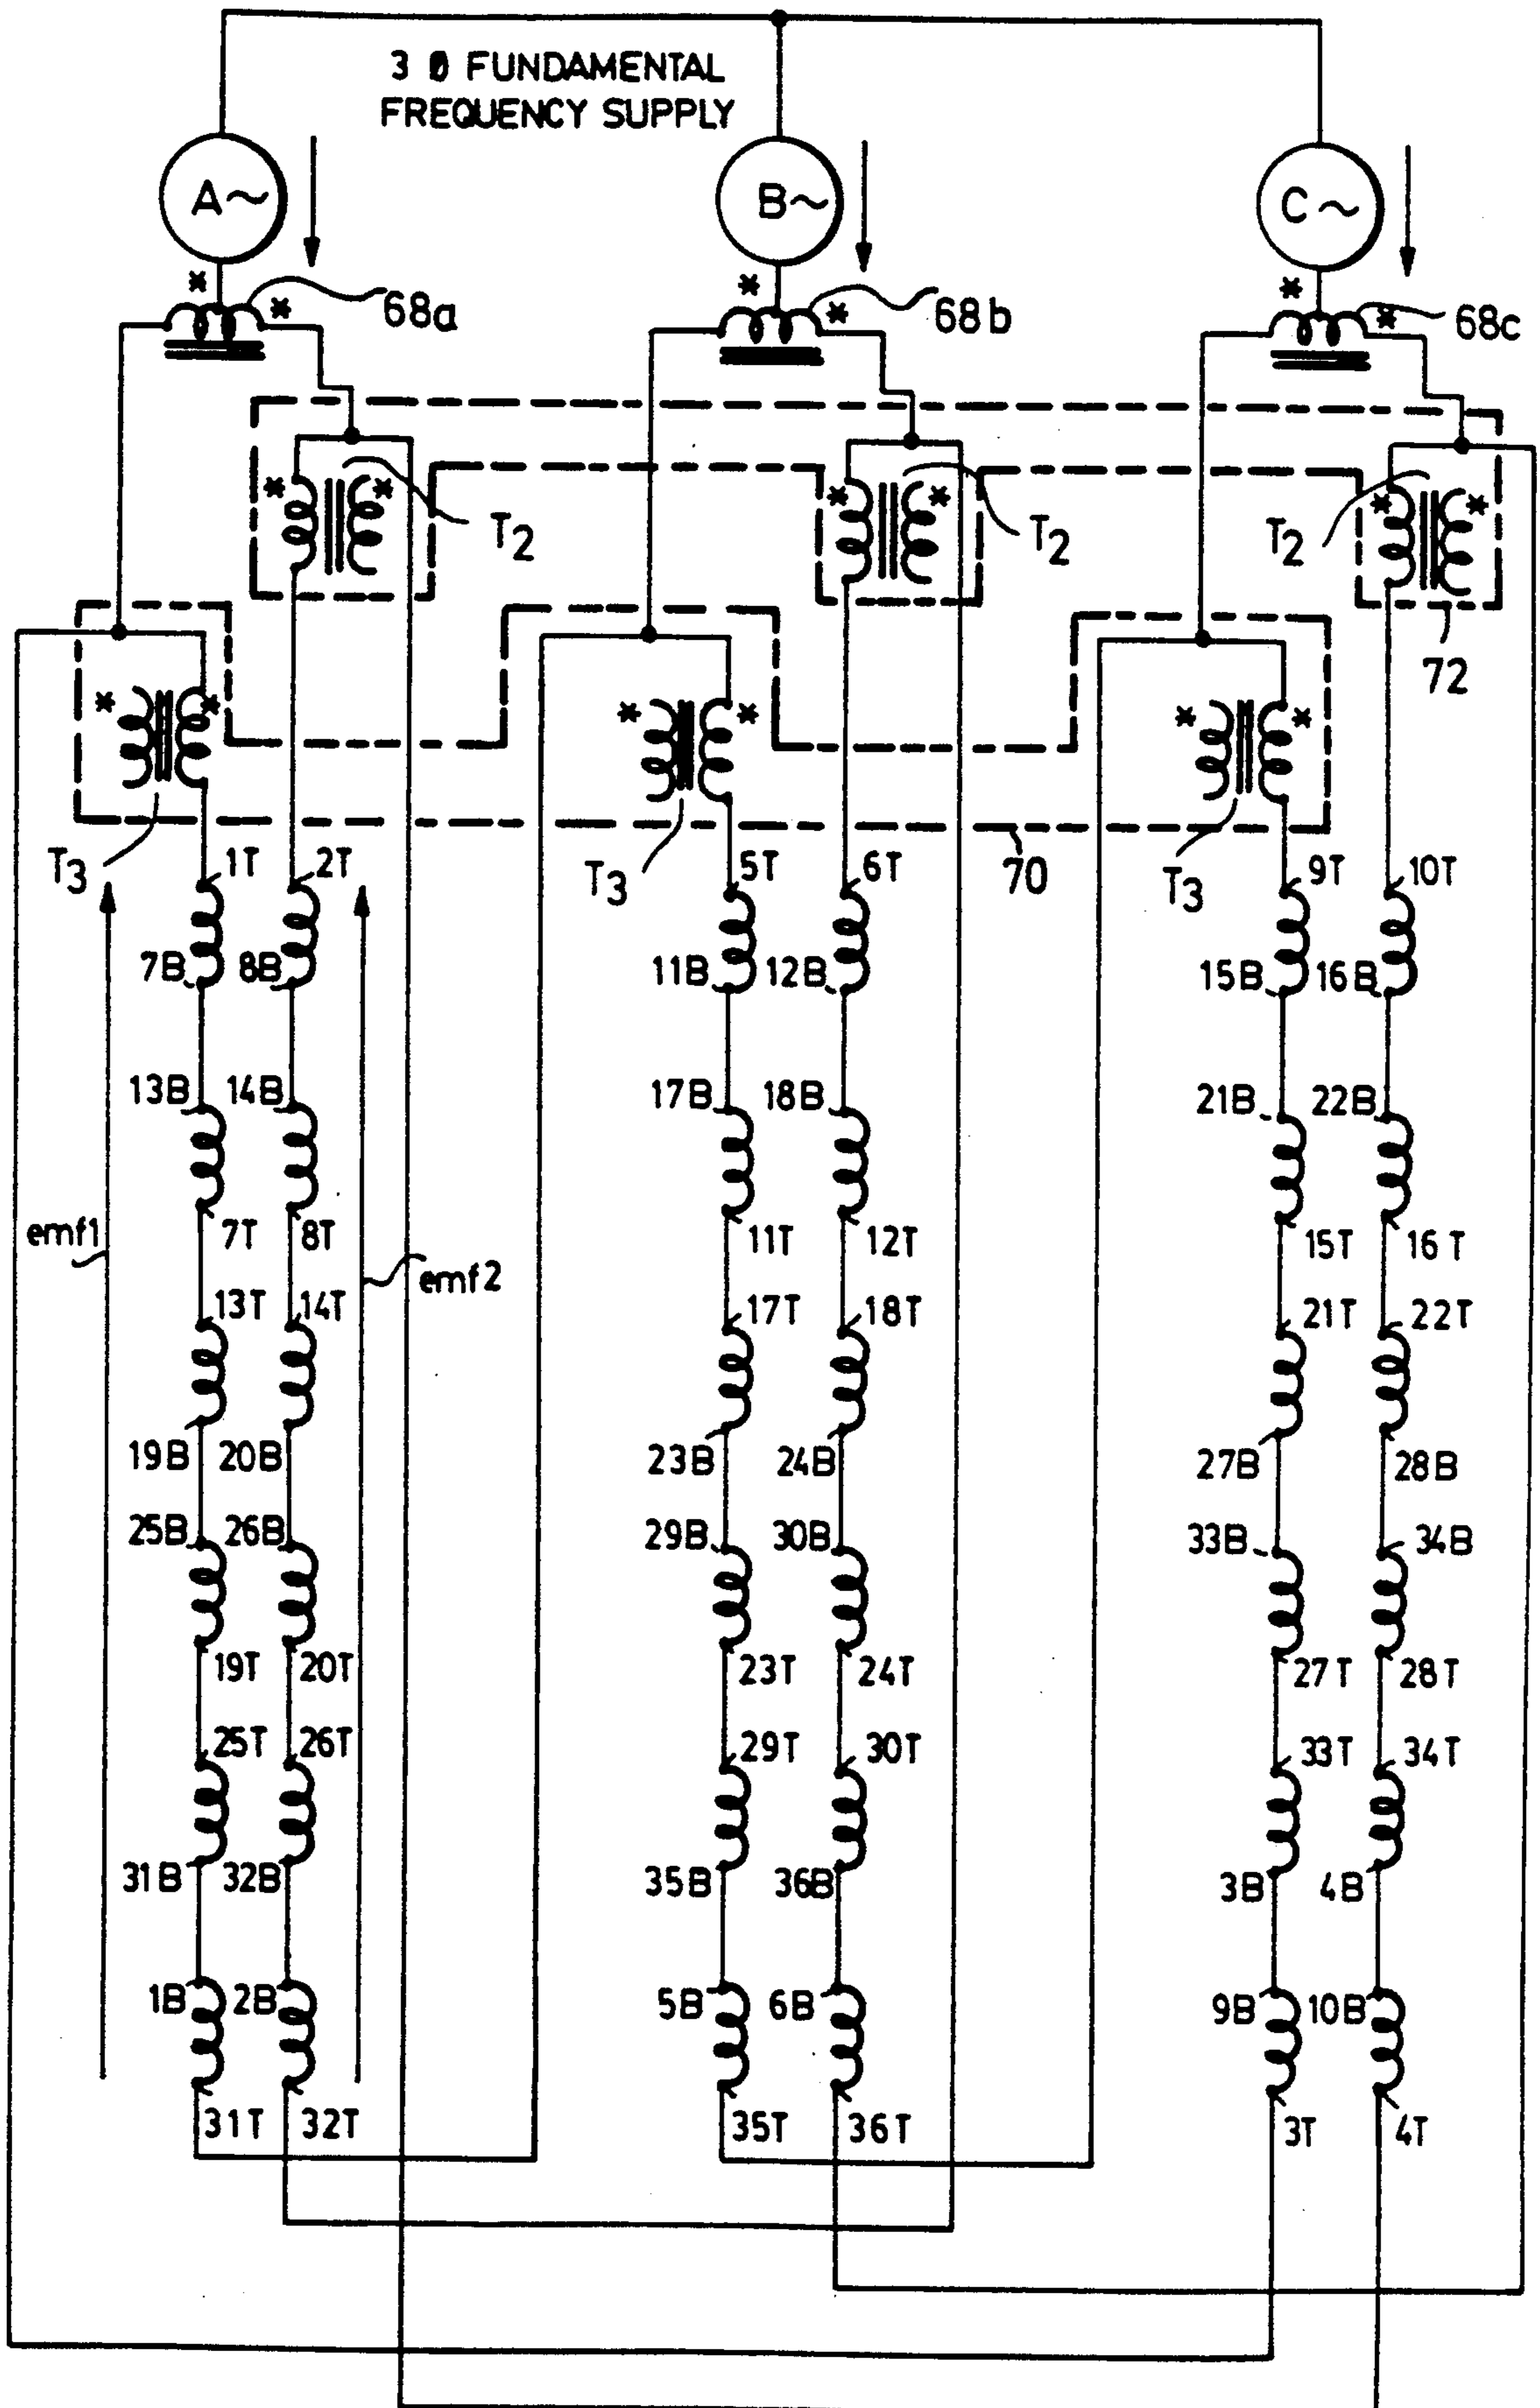 3 Ø FUNDAMENTAL
FREQUENCY SUPPLY
A~ B~ C~
* * 68a * * 68b * * 68c
* * T2 * * T2 T2 * *
72
* * * * * *
T3 T3 70 T3
1T 2T 5T 6T 9T 10T
7B 8B 11B 12B 15B 16B
13B 14B 17B 18B 21B 22B
7T 8T 11T 12T 15T 16T
emf1 emf2
13T 14T 17T 18T 21T 22T
19B 20B 23B 24B 27B 28B
25B 26B 29B 30B 33B 34B
19T 20T 23T 24T 27T 28T
25T 26T 29T 30T 33T 34T
31B 32B 35B 36B 3B 4B
1B 2B 5B 6B 9B 10B
31T 32T 35T 36T 3T 4T